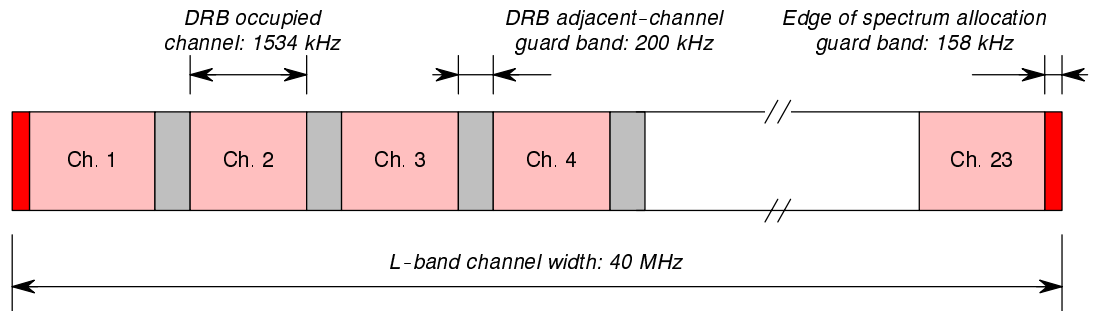 DRB occupied
channel: 1534 kHz
DRB adjacent-channel
guard band: 200 kHz
Edge of spectrum allocation
guard band: 158 kHz
Ch. 1
Ch. 2
Ch. 3
Ch. 4
Ch. 23
L-band channel width: 40 MHz